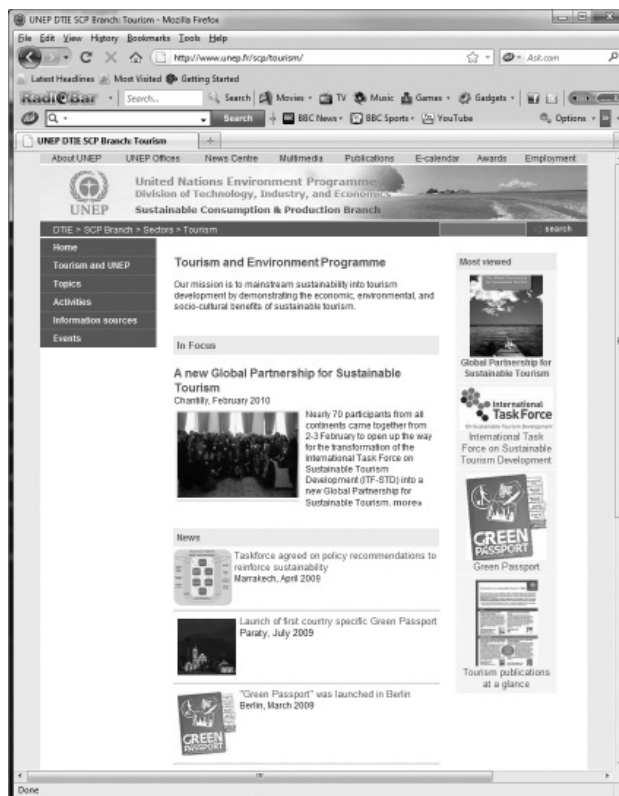 UNEP DTIE SCP Branch: Tourism - Mozilla Firefox
File Edit View History Bookmarks Tools Help
http://www.unep.fr/scp/tourism/
Ask.com
Latest Headlines Most Visited Getting Started
Search... Search Movies TV Music Games Gadgets
Q Search BBC News BBC Sports YouTube Options
UNEP DTIE SCP Branch: Tourism
About UNEP UNEP Offices News Centre Multimedia Publications E-calendar Awards Employment
United Nations Environment Programme
Division of Technology, Industry, and Economics
UNEP Sustainable Consumption & Production Branch
DTIE > SCP Branch > Sectors > Tourism search
Home
Tourism and UNEP
Topics
Activities
Information sources
Events
Tourism and Environment Programme
Our mission is to mainstream sustainability into tourism
development by demonstrating the economic, environmental, and
socio-cultural benefits of sustainable tourism.
In Focus
A new Global Partnership for Sustainable
Tourism
Chantilly, February 2010
Nearly 70 participants from all
continents came together from
2-3 February to open up the way
for the transformation of the
International Task Force on
Sustainable Tourism
Development (ITF-STD) into a
new Global Partnership for
Sustainable Tourism. more»
News
Taskforce agreed on policy recommendations to
reinforce sustainability
Marrakech, April 2009
Launch of first country specific Green Passport
Paraty, July 2009
"Green Passport" was launched in Berlin
Berlin, March 2009
GREEN
PASSPORT
Most viewed
Global Partnership for
Sustainable Tourism
International
Task Force
On Sustainable Tourism Development
International Task
Force on Sustainable
Tourism Development
GREEN
PASSPORT
Green Passport
Tourism publications
at a glance
Done